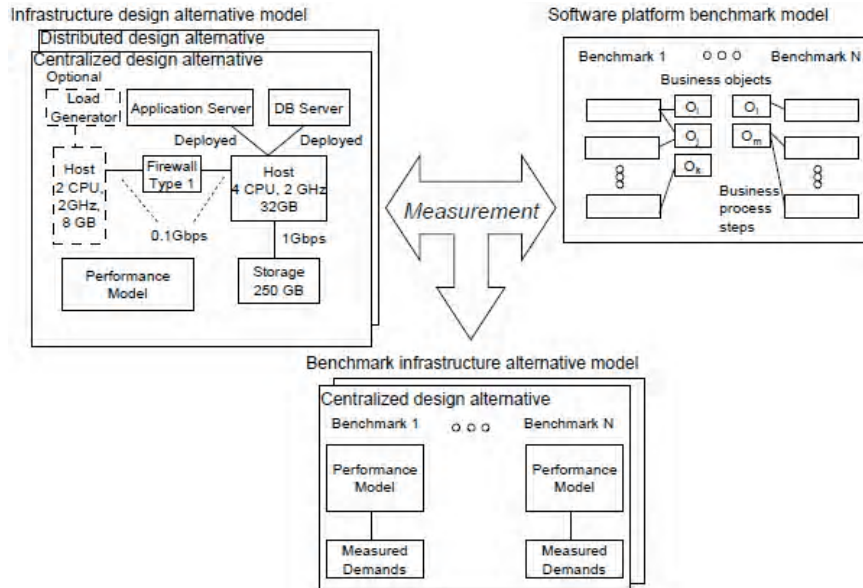 Infrastructure design alternative model
Distributed design alternative
Centralized design alternative
Optional
Load
Generator
Application Server
DB Server
Deployed
Deployed
Host
2 CPU,
2GHz,
8 GB
Firewall
Type 1
Host
4 CPU, 2 GHz
32GB
0.1Gbps
1Gbps
Performance
Model
Storage
250 GB
Measurement
Software platform benchmark model
Benchmark 1
Benchmark N
Business objects
Oi
Oj
Ok
Ol
Om
Business
process
steps
Benchmark infrastructure alternative model
Centralized design alternative
Benchmark 1
Benchmark N
Performance
Model
Performance
Model
Measured
Demands
Measured
Demands